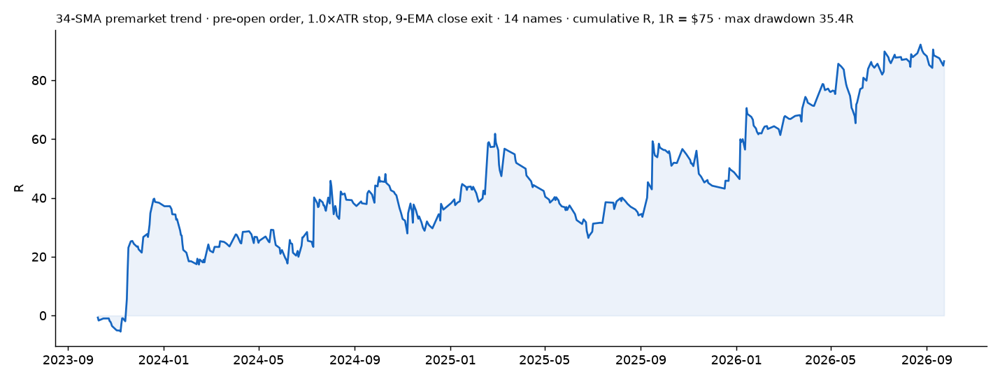 34-SMA premarket trend · pre-open order, 1.0×ATR stop, 9-EMA close exit · 14 names · cumulative R, 1R = $75 · max drawdown 35.4R
80
60
40
20
0
R
2023-09 2024-01 2024-05 2024-09 2025-01 2025-05 2025-09 2026-01 2026-05 2026-09